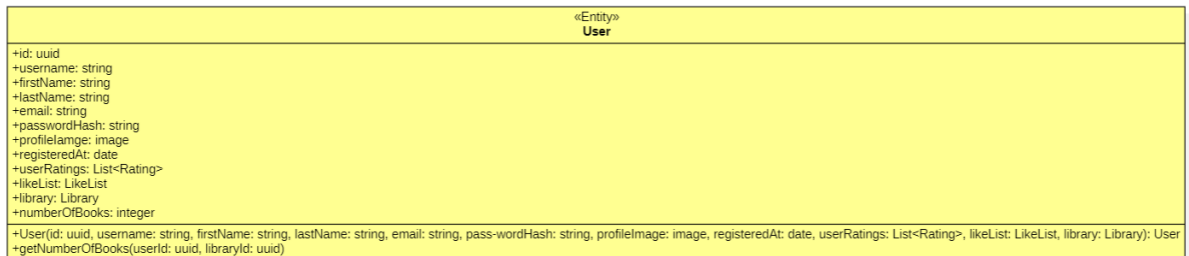 «Entity»
User
+id: uuid
+username: string
+firstName: string
+lastName: string
+email: string
+passwordHash: string
+profileIamge: image
+registeredAt: date
+userRatings: List<Rating>
+likeList: LikeList
+library: Library
+numberOfBooks: integer
+User(id: uuid, username: string, firstName: string, lastName: string, email: string, pass-wordHash: string, profileImage: image, registeredAt: date, userRatings: List<Rating>, likeList: LikeList, library: Library): User
+getNumberOfBooks(userId: uuid, libraryId: uuid)